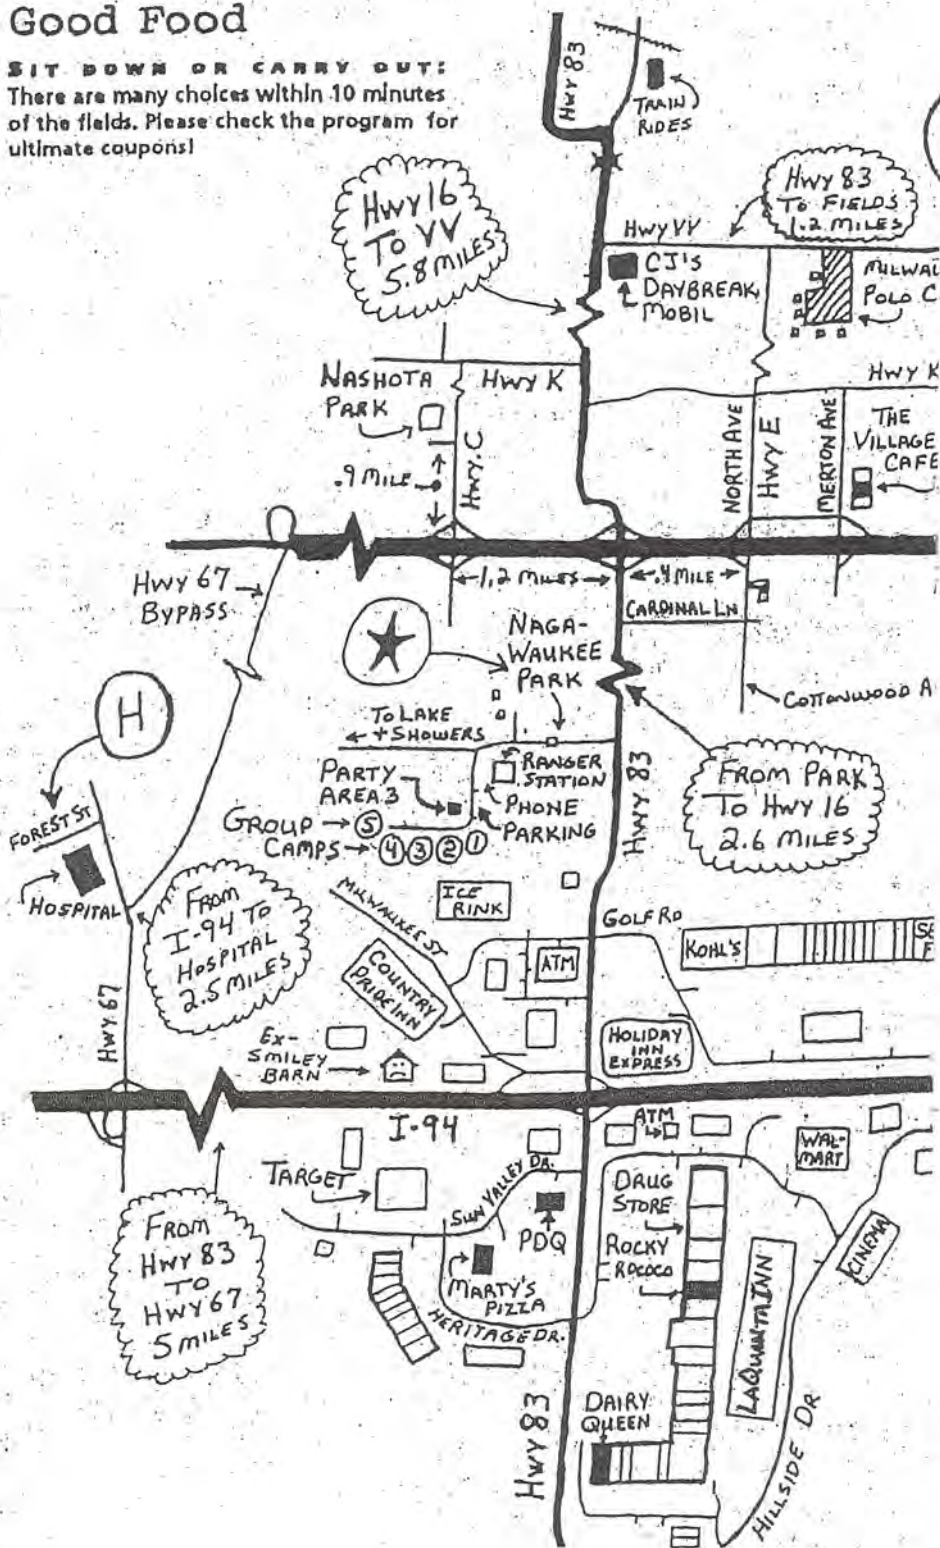 Good Food
SIT DOWN OR CARRY OUT:
There are many choices within 10 minutes
of the fields. Please check the program for
ultimate coupons!
HWY 83
TRAIN
RIDES
HWY 16
TO VV
5.8 MILES
HWY 83
TO FIELDS
1.2 MILES
HWY VV
CJ'S
DAYBREAK
MOBIL
MILWAU
POLO C
NASHOTA
PARK
HWY K
HWY K
.9 MILE
HWY. C
NORTH AVE
HWY E
MERTON AVE
THE
VILLAGE
CAFE
HWY 67
BYPASS
1.2 MILES
.4 MILE
CARDINAL LN
NAGA-
WAUKEE
PARK
COTTONWOOD A
H
TO LAKE
+ SHOWERS
RANGER
STATION
PARTY
AREA 3
PHONE
PARKING
GROUP
CAMPS
5
4 3 2 1
HWY 83
FROM PARK
TO HWY 16
2.6 MILES
FOREST ST
HOSPITAL
FROM
I-94 TO
HOSPITAL
2.5 MILES
HWY 67
MILWAUKEE ST
ICE
RINK
GOLF RD
KOHL'S
SE
F
COUNTRY
PRIDE INN
ATM
EX-
SMILEY
BARN
HOLIDAY
INN
EXPRESS
I-94
ATM
WAL-
MART
TARGET
SUN VALLEY DR.
PDQ
DRUG
STORE
ROCKY
ROCOCO
CINEMA
FROM
HWY 83
TO
HWY 67
5 MILES
MARTY'S
PIZZA
HERITAGE DR.
LAQUINTA INN
HWY 83
DAIRY
QUEEN
HILLSIDE DR